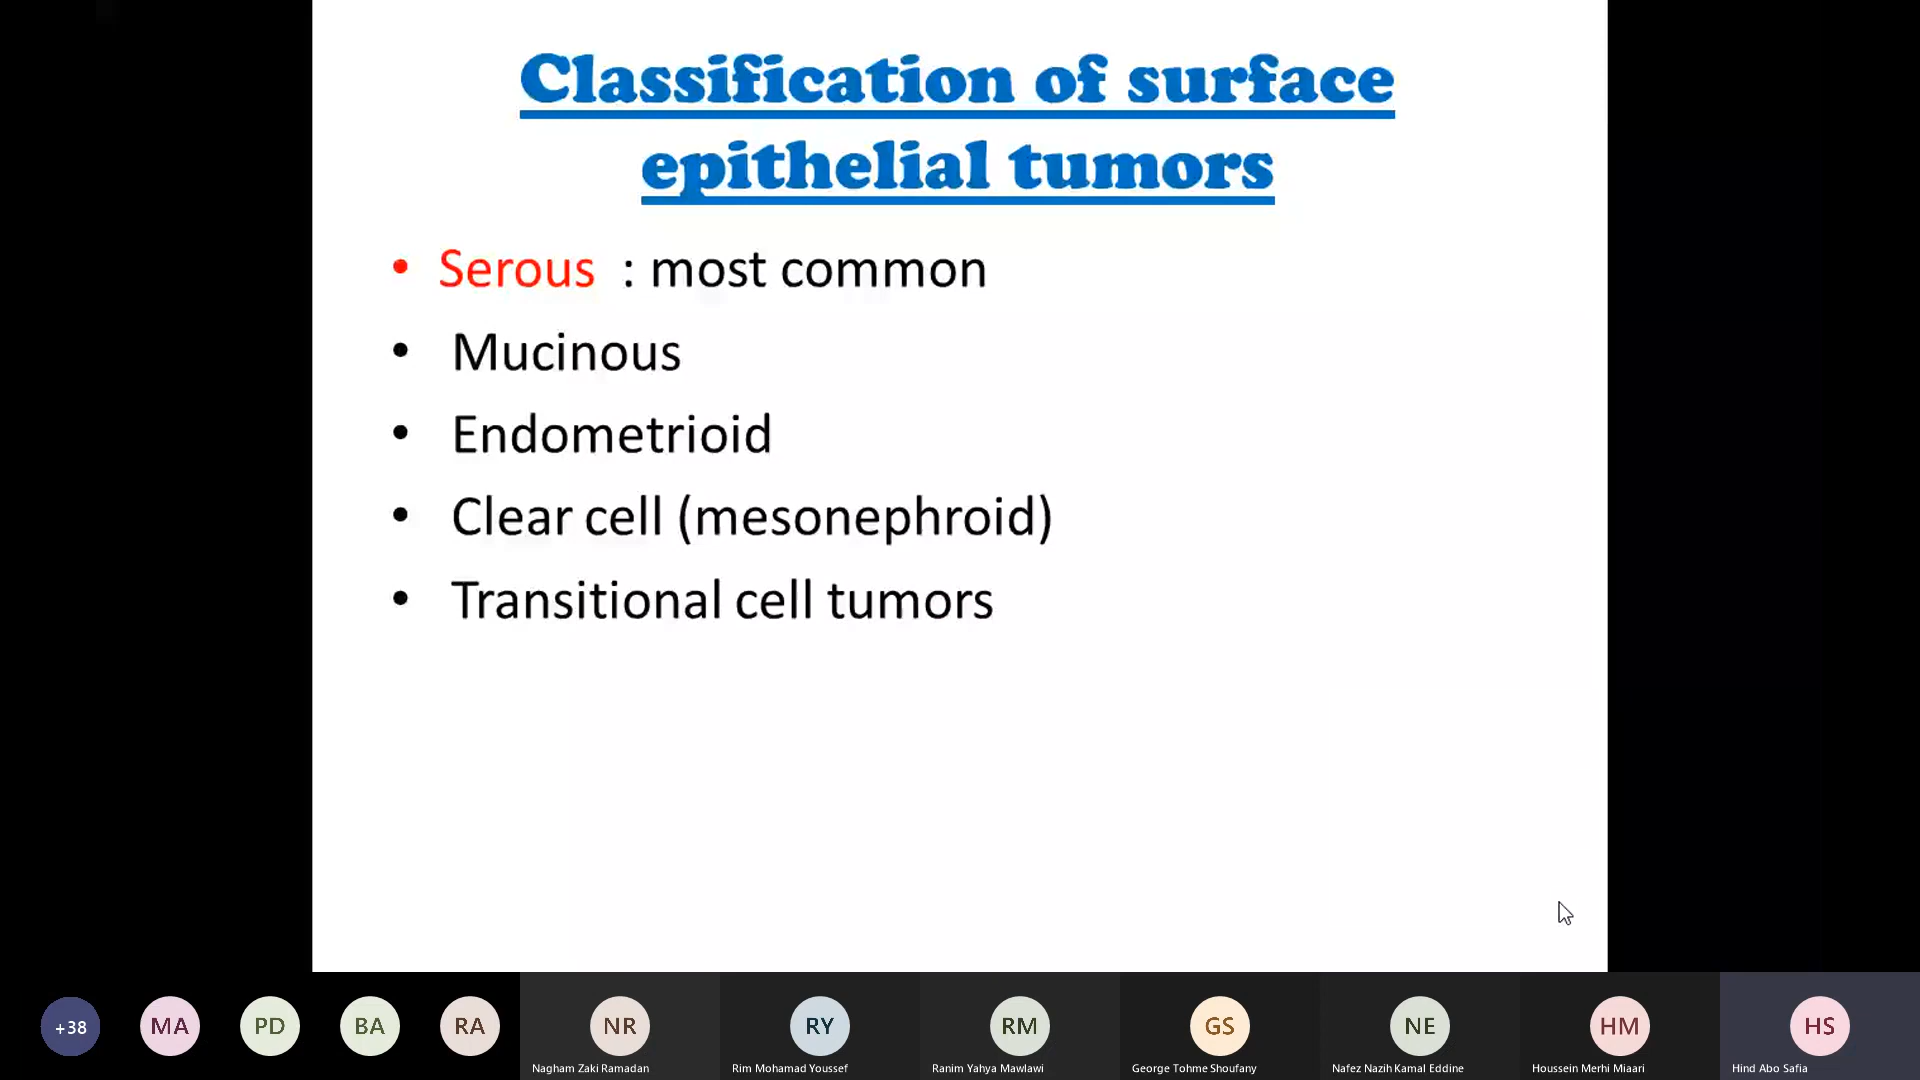 Classification of surface
epithelial tumors
• Serous : most common
• Mucinous
• Endometrioid
• Clear cell (mesonephroid)
• Transitional cell tumors
+38
MA
PD
BA
RA
NR
RY
RM
GS
NE
HM
HS
Nagham Zaki Ramadan
Rim Mohamad Youssef
Ranim Yahya Mawlawi
George Tohme Shoufany
Nafez Nazih Kamal Eddine
Houssein Merhi Miaari
Hind Abo Safia